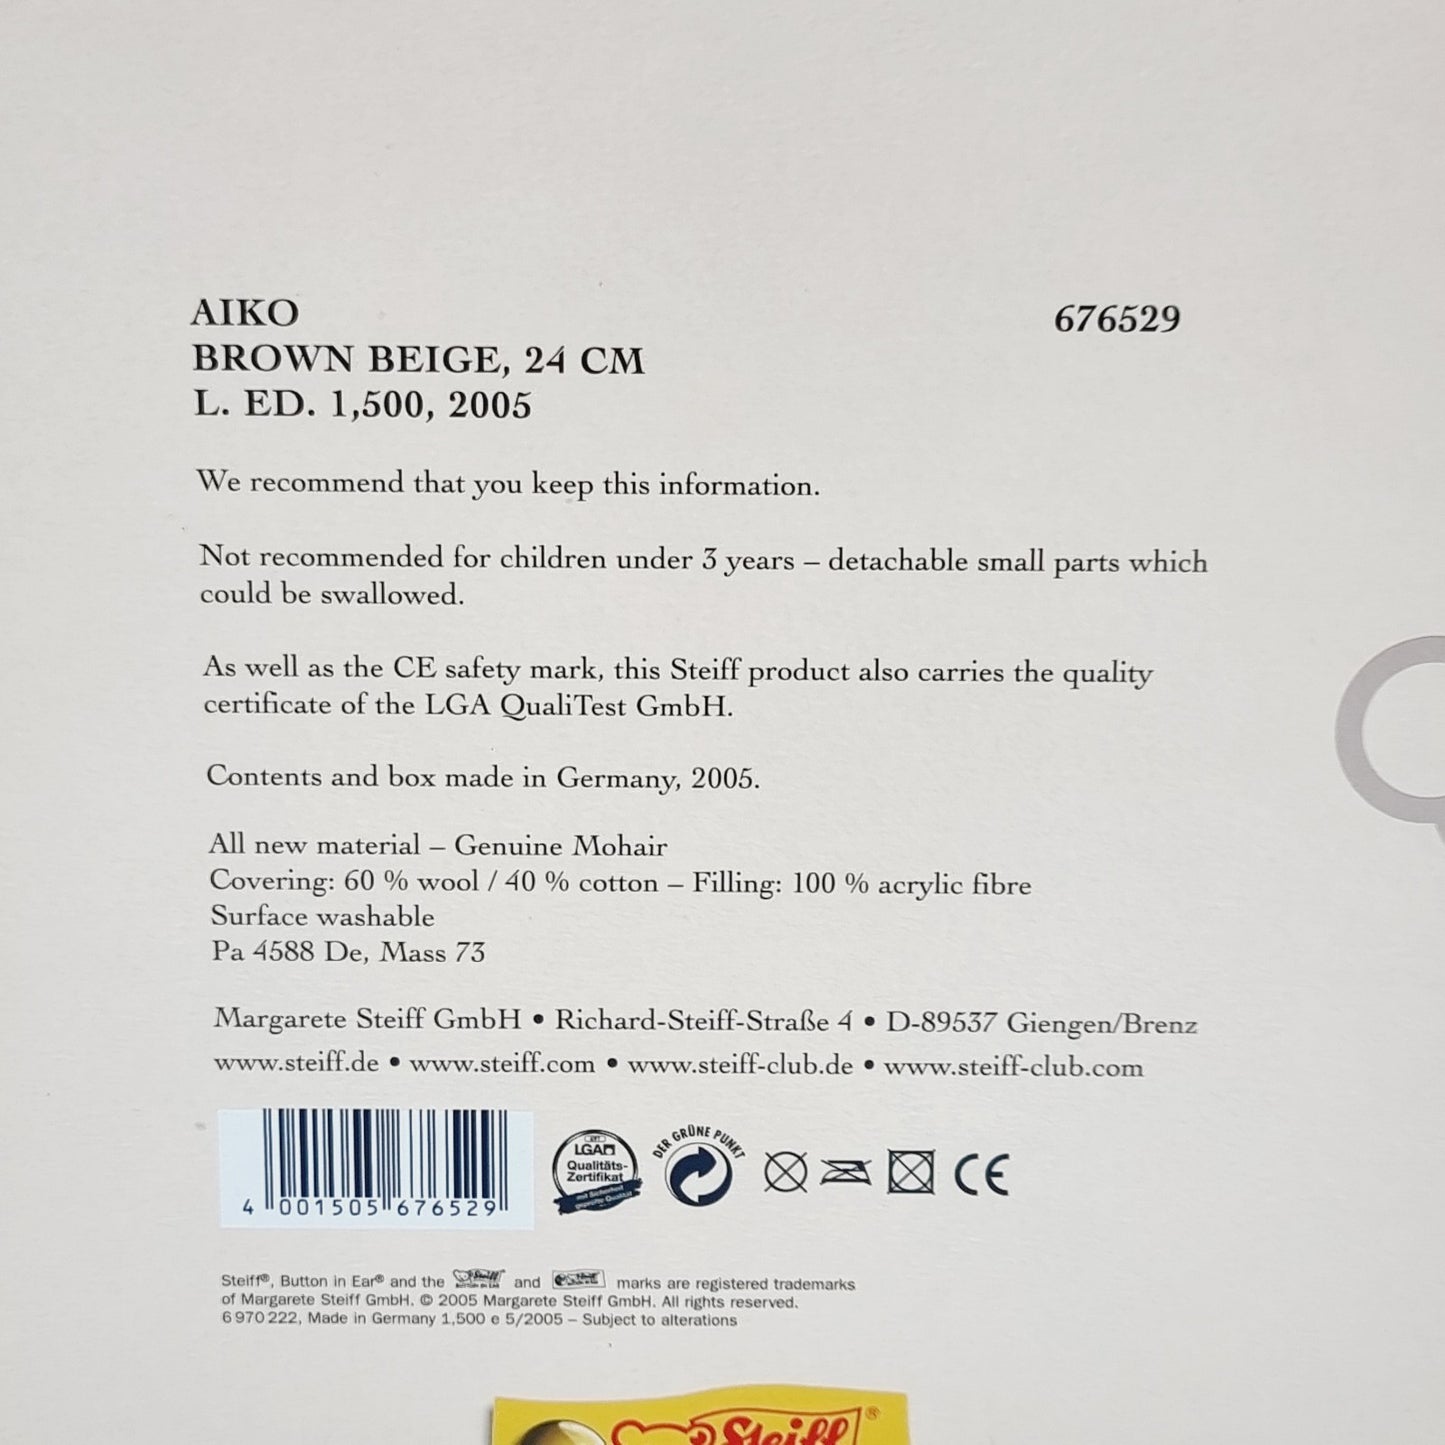 AIKO 676529
BROWN BEIGE, 24 CM
L. ED. 1,500, 2005
We recommend that you keep this information.
Not recommended for children under 3 years – detachable small parts which
could be swallowed.
As well as the CE safety mark, this Steiff product also carries the quality
certificate of the LGA QualiTest GmbH.
Contents and box made in Germany, 2005.
All new material – Genuine Mohair
Covering: 60 % wool / 40 % cotton – Filling: 100 % acrylic fibre
Surface washable
Pa 4588 De, Mass 73
Margarete Steiff GmbH • Richard-Steiff-Straße 4 • D-89537 Giengen/Brenz
www.steiff.de • www.steiff.com • www.steiff-club.de • www.steiff-club.com
4 001505 676529
LGA
Qualitäts-
Zertifikat
mit Sicherheit
geprüfte Qualität
DER GRÜNE PUNKT
CE
Steiff®, Button in Ear® and the Steiff and Steiff marks are registered trademarks
of Margarete Steiff GmbH. © 2005 Margarete Steiff GmbH. All rights reserved.
6 970 222, Made in Germany 1,500 e 5/2005 – Subject to alterations
Steiff ®